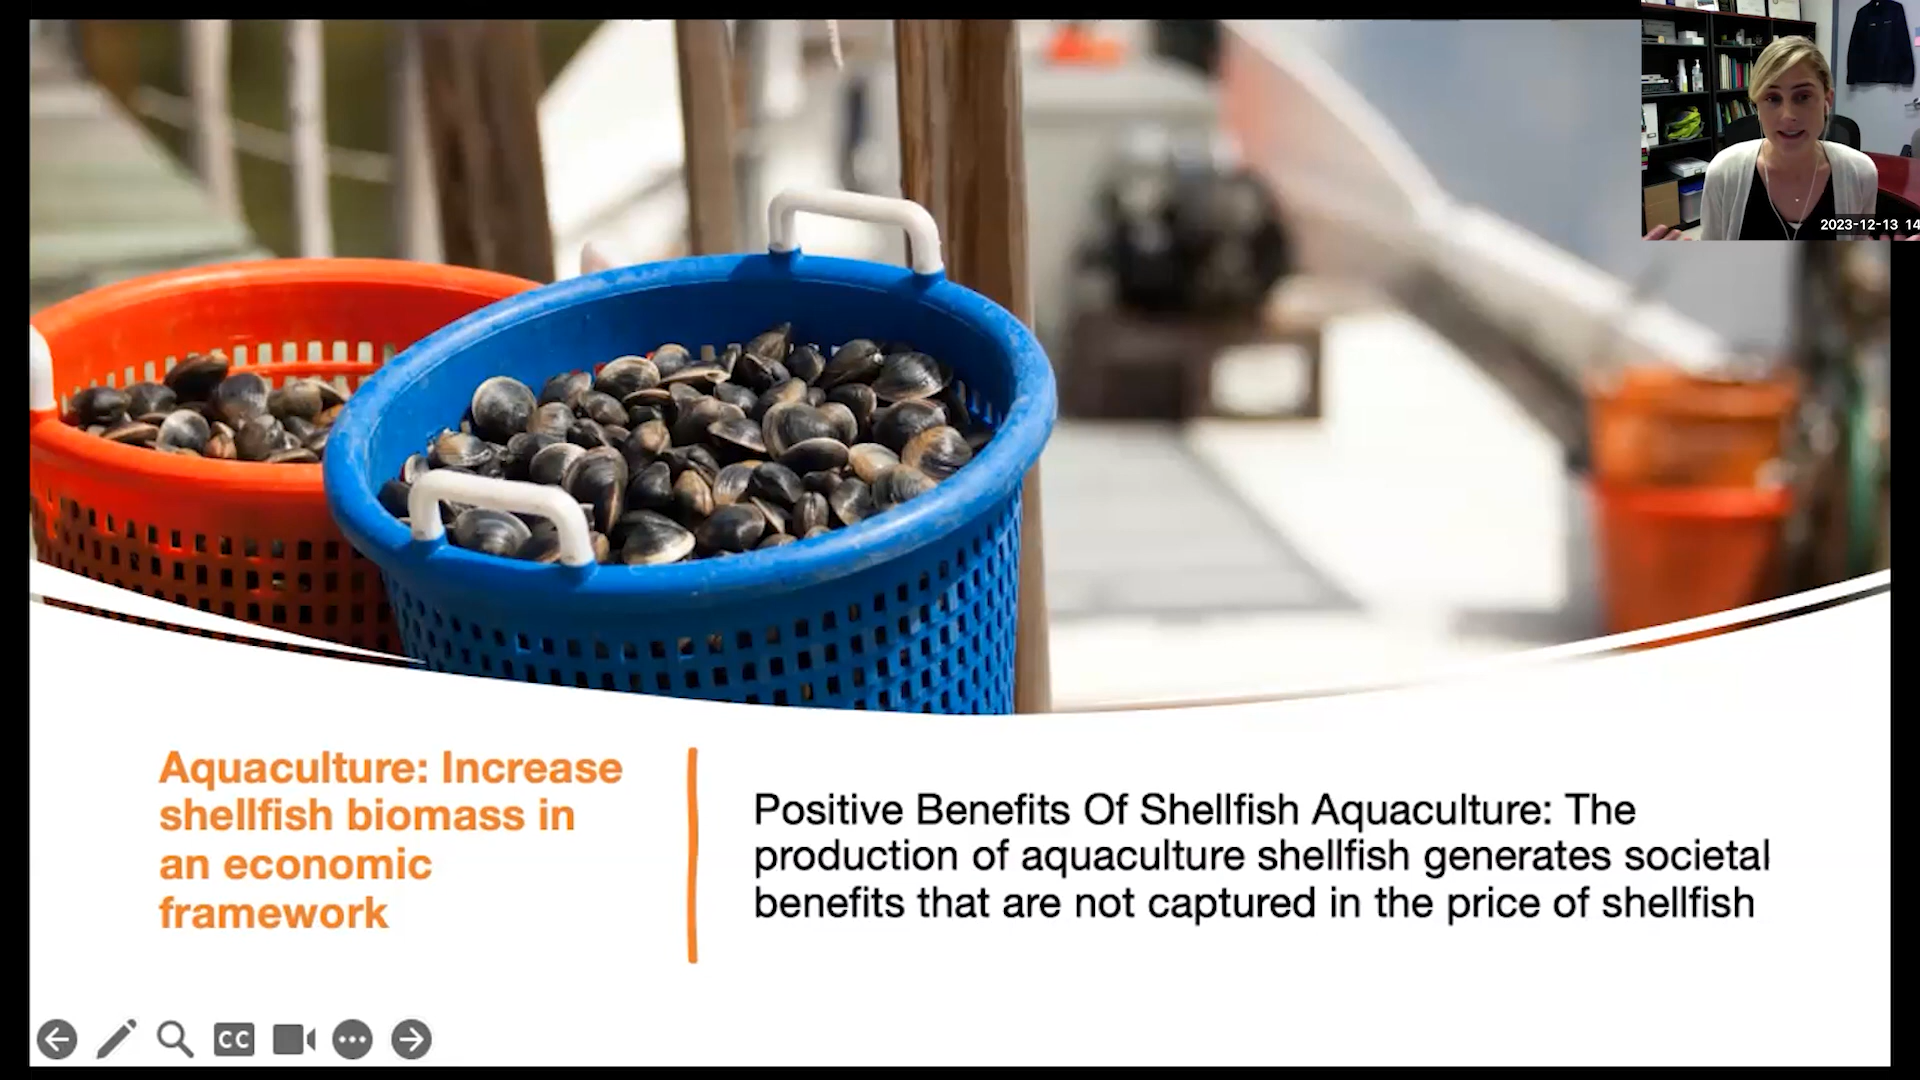 2023-12-13 14
Aquaculture: Increase
shellfish biomass in
an economic
framework
Positive Benefits Of Shellfish Aquaculture: The
production of aquaculture shellfish generates societal
benefits that are not captured in the price of shellfish
CC